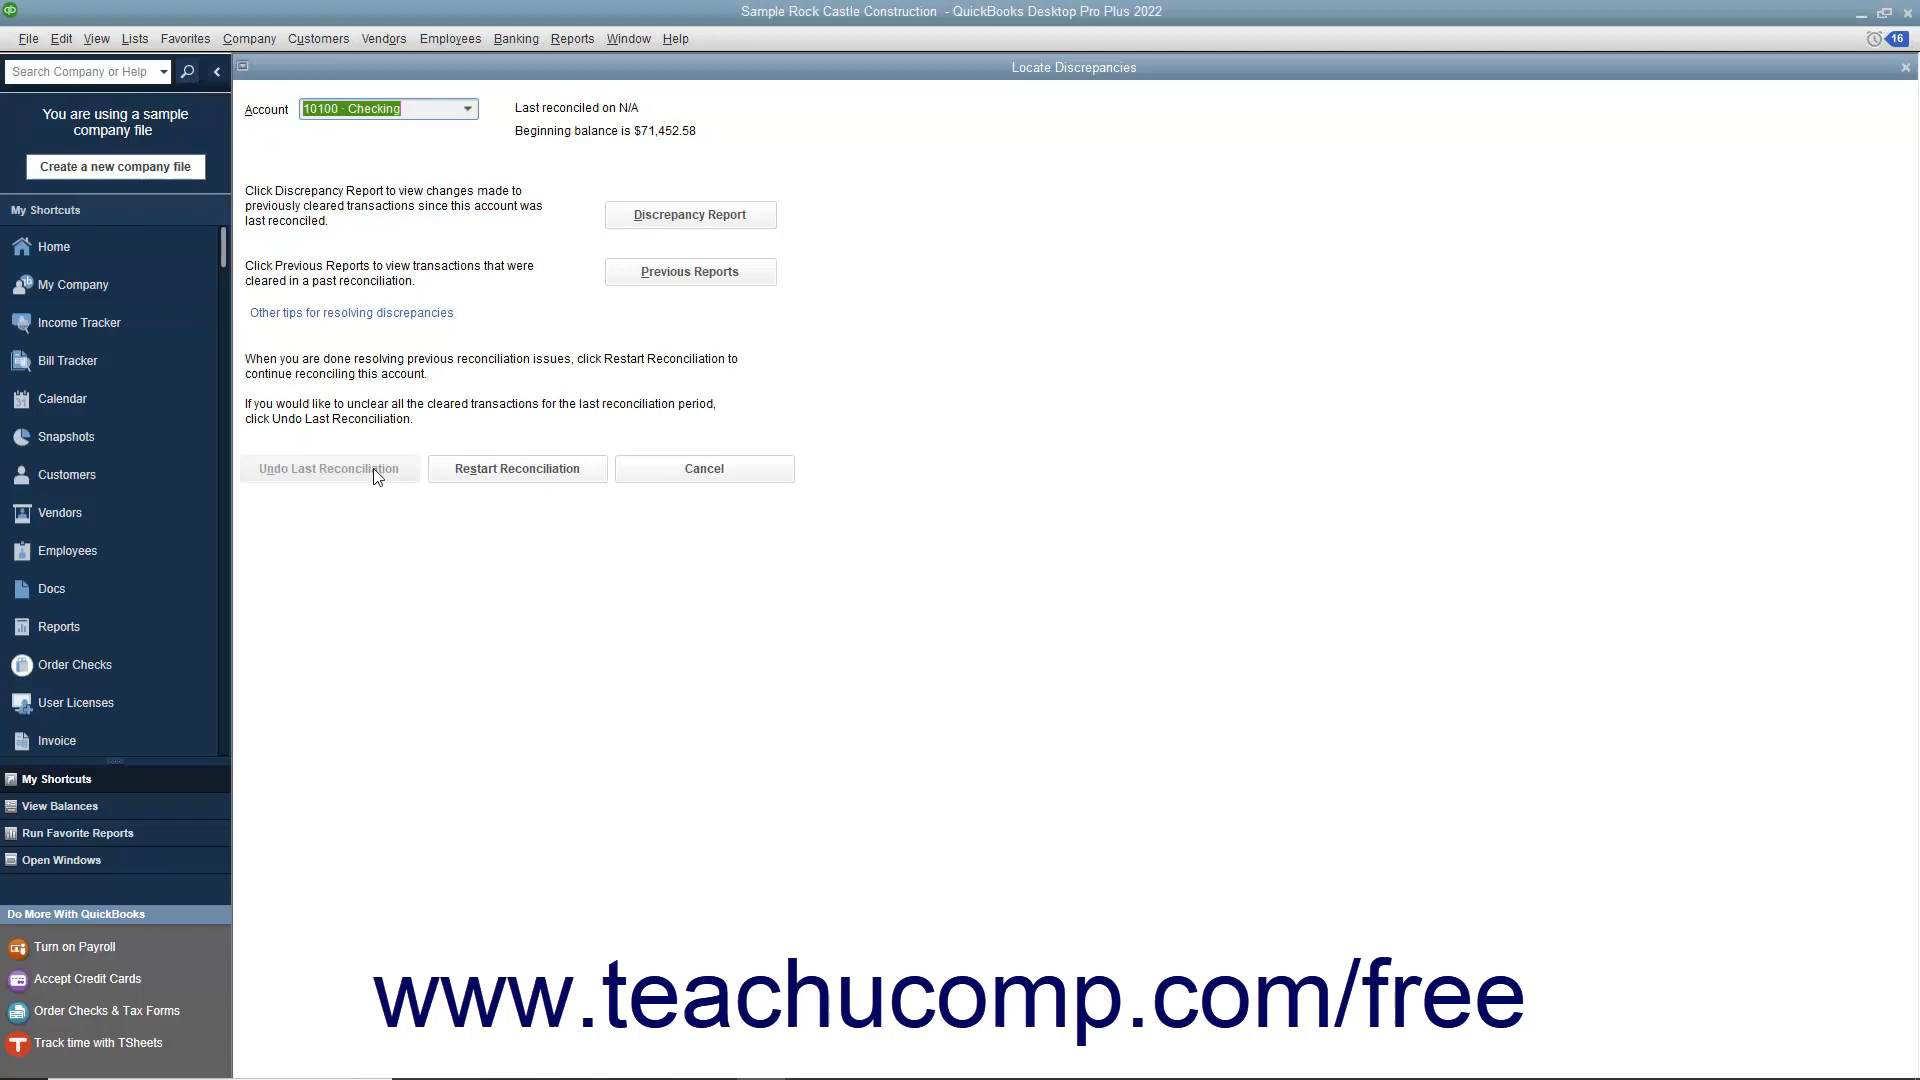 Sample Rock Castle Construction - QuickBooks Desktop Pro Plus 2022
File Edit View Lists Favorites Company Customers Vendors Employees Banking Reports Window Help
16
Search Company or Help
Locate Discrepancies
You are using a sample
company file
Create a new company file
My Shortcuts
Home
My Company
Income Tracker
Bill Tracker
Calendar
Snapshots
Customers
Vendors
Employees
Docs
Reports
Order Checks
User Licenses
Invoice
My Shortcuts
View Balances
Run Favorite Reports
Open Windows
Do More With QuickBooks
Turn on Payroll
Accept Credit Cards
Order Checks & Tax Forms
Track time with TSheets
Account 10100 · Checking
Last reconciled on N/A
Beginning balance is $71,452.58
Click Discrepancy Report to view changes made to
previously cleared transactions since this account was
last reconciled.
Discrepancy Report
Click Previous Reports to view transactions that were
cleared in a past reconciliation.
Previous Reports
Other tips for resolving discrepancies
When you are done resolving previous reconciliation issues, click Restart Reconciliation to
continue reconciling this account.
If you would like to unclear all the cleared transactions for the last reconciliation period,
click Undo Last Reconciliation.
Undo Last Reconciliation Restart Reconciliation Cancel
www.teachucomp.com/free